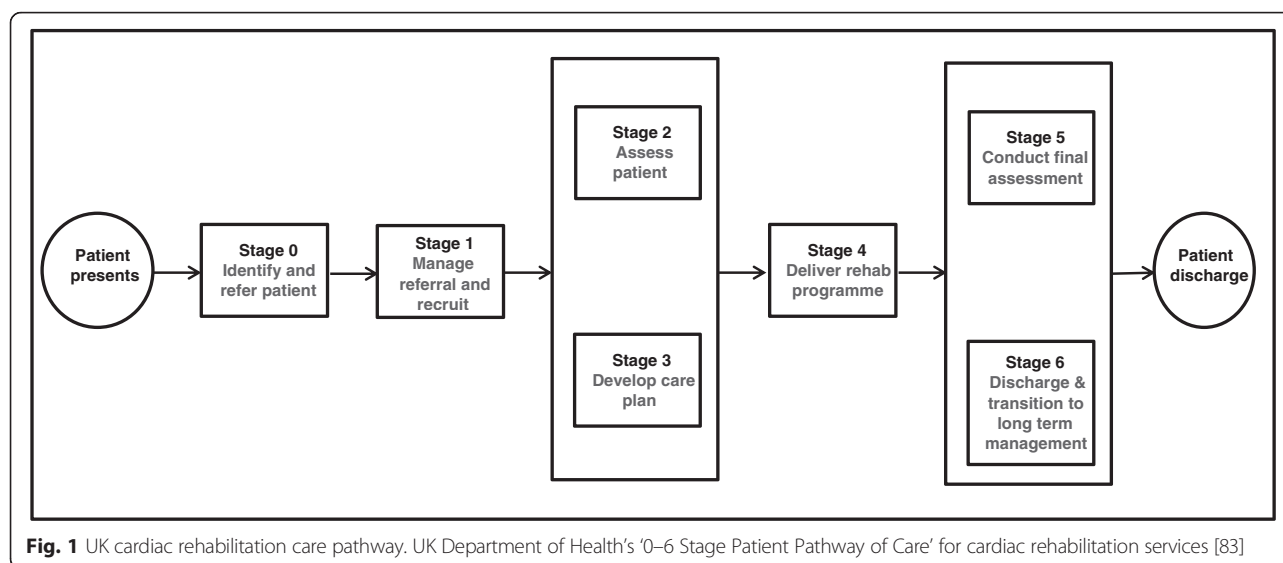 Patient
presents
Stage 0
Identify and
refer patient
Stage 1
Manage
referral and
recruit
Stage 2
Assess
patient
Stage 3
Develop care
plan
Stage 4
Deliver rehab
programme
Stage 5
Conduct final
assessment
Stage 6
Discharge &
transition to
long term
management
Patient
discharge
Fig. 1 UK cardiac rehabilitation care pathway. UK Department of Health's '0–6 Stage Patient Pathway of Care' for cardiac rehabilitation services [83]